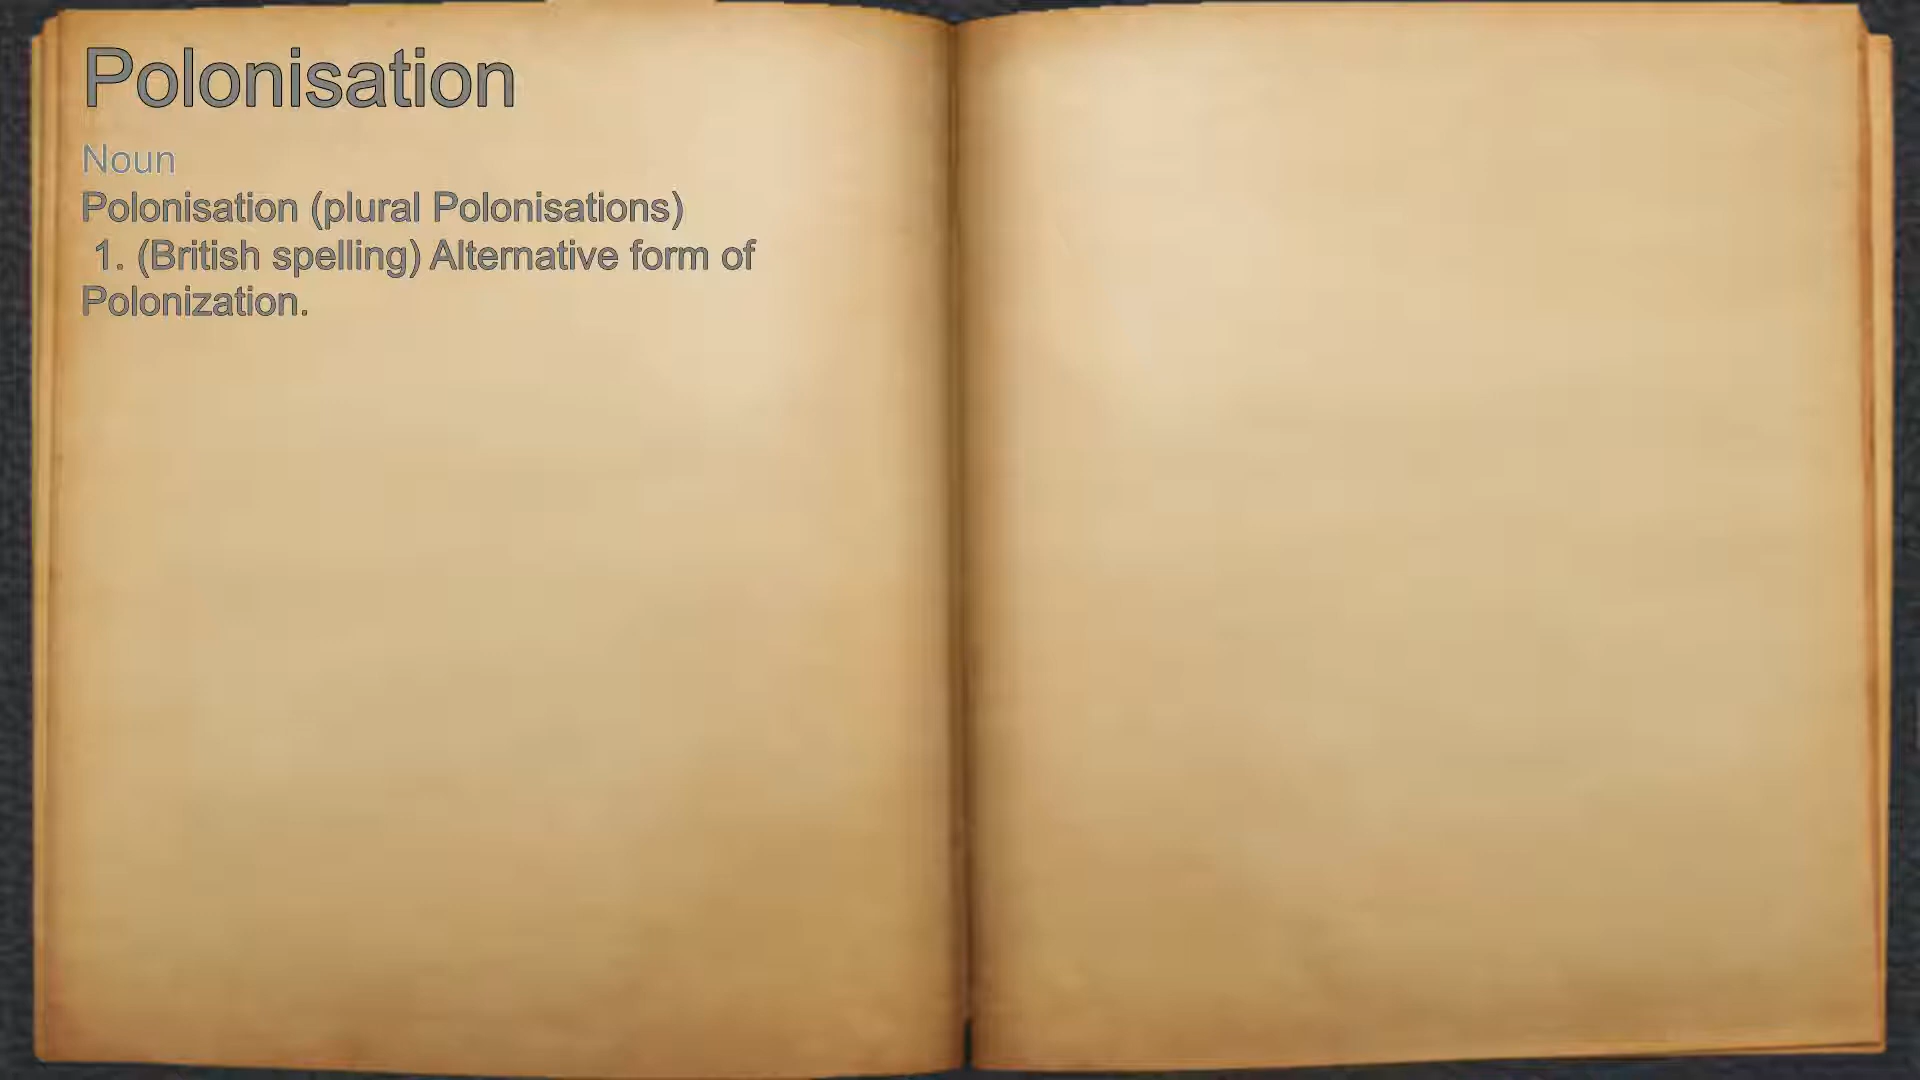 Polonisation
Noun
Polonisation (plural Polonisations)
1. (British spelling) Alternative form of
Polonization.